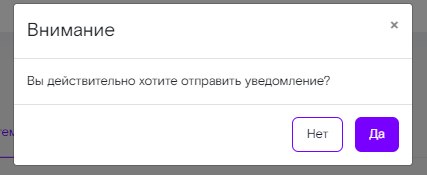 Внимание
×
Вы действительно хотите отправить уведомление?
Нет
Да